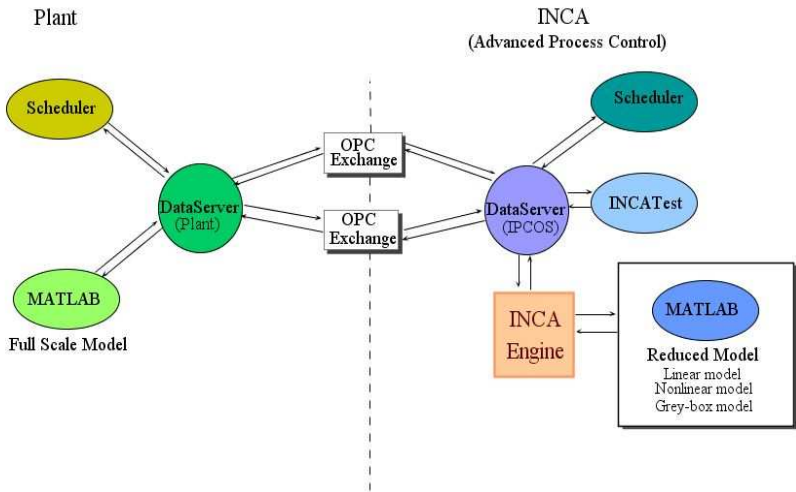 Plant
INCA
(Advanced Process Control)
Scheduler
Scheduler
OPC
Exchange
DataServer
(Plant)
DataServer
(IPCOS)
INCATest
OPC
Exchange
MATLAB
Full Scale Model
INCA
Engine
MATLAB
Reduced Model
Linear model
Nonlinear model
Grey-box model